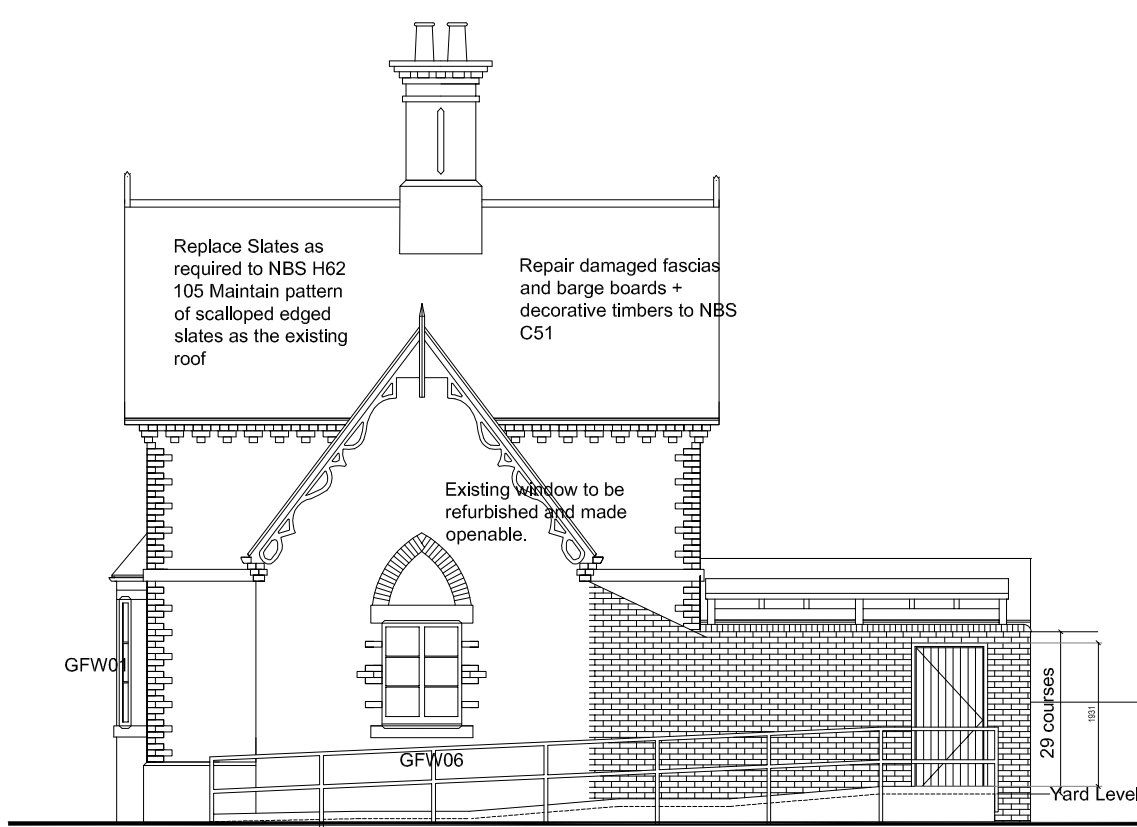 Replace Slates as
required to NBS H62
105 Maintain pattern
of scalloped edged
slates as the existing
roof
Repair damaged fascias
and barge boards +
decorative timbers to NBS
C51
Existing window to be
refurbished and made
openable.
GFW01
GFW06
29 courses
1931
Yard Level